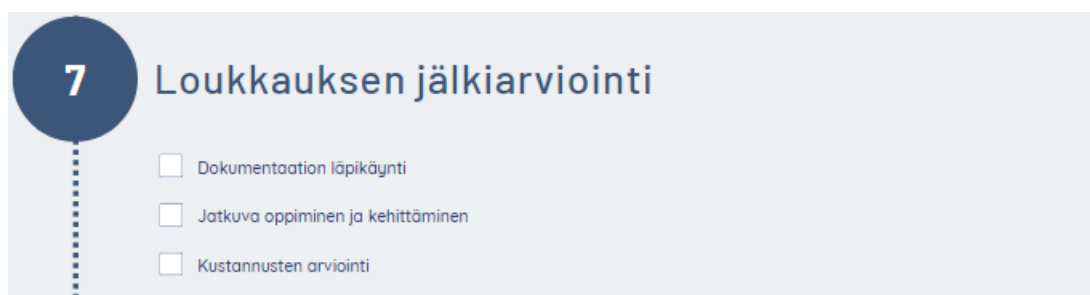 7
Loukkauksen jälkiarviointi
Dokumentaation läpikäynti
Jatkuva oppiminen ja kehittäminen
Kustannusten arviointi